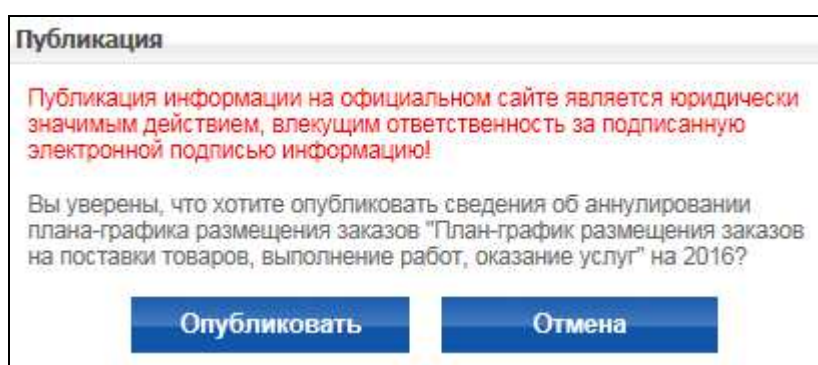 Публикация
Публикация информации на официальном сайте является юридически
значимым действием, влекущим ответственность за подписанную
электронной подписью информацию!
Вы уверены, что хотите опубликовать сведения об аннулировании
плана-графика размещения заказов "План-график размещения заказов
на поставки товаров, выполнение работ, оказание услуг" на 2016?
Опубликовать Отмена